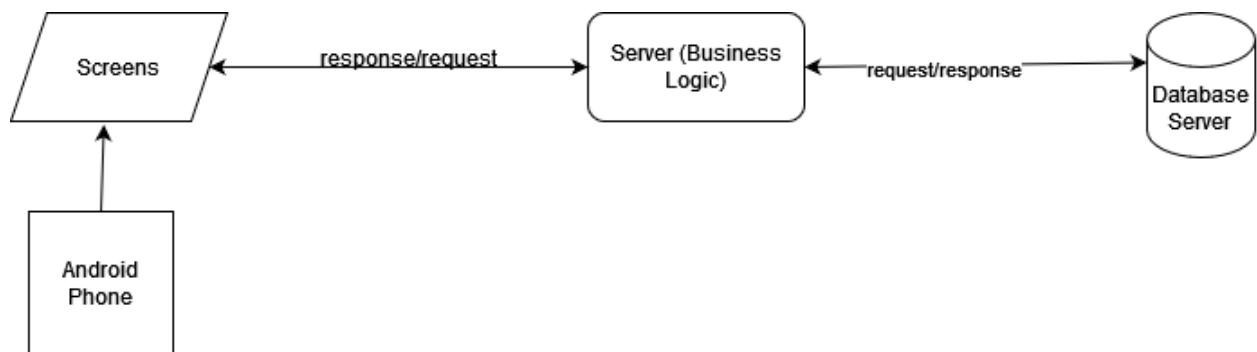 Screens
response/request
Server (Business
Logic)
request/response
Database
Server
Android
Phone